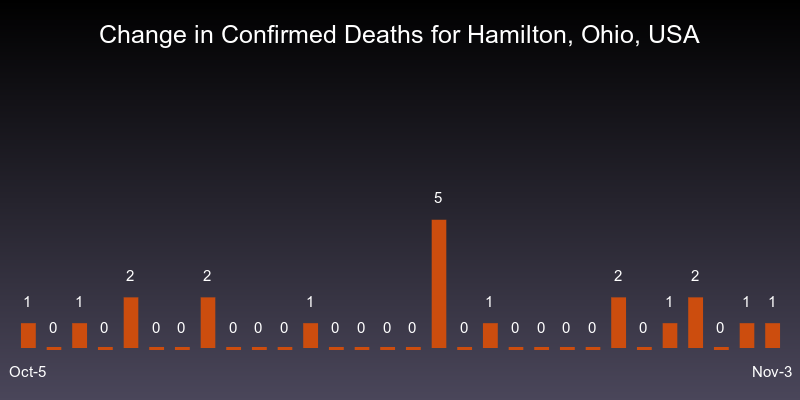 Change in Confirmed Deaths for Hamilton, Ohio, USA
5
2 2 2 2
1 1 1 1 1 1 1
0 0 0 0 0 0 0 0 0 0 0 0 0 0 0 0 0 0
Oct-5 Nov-3